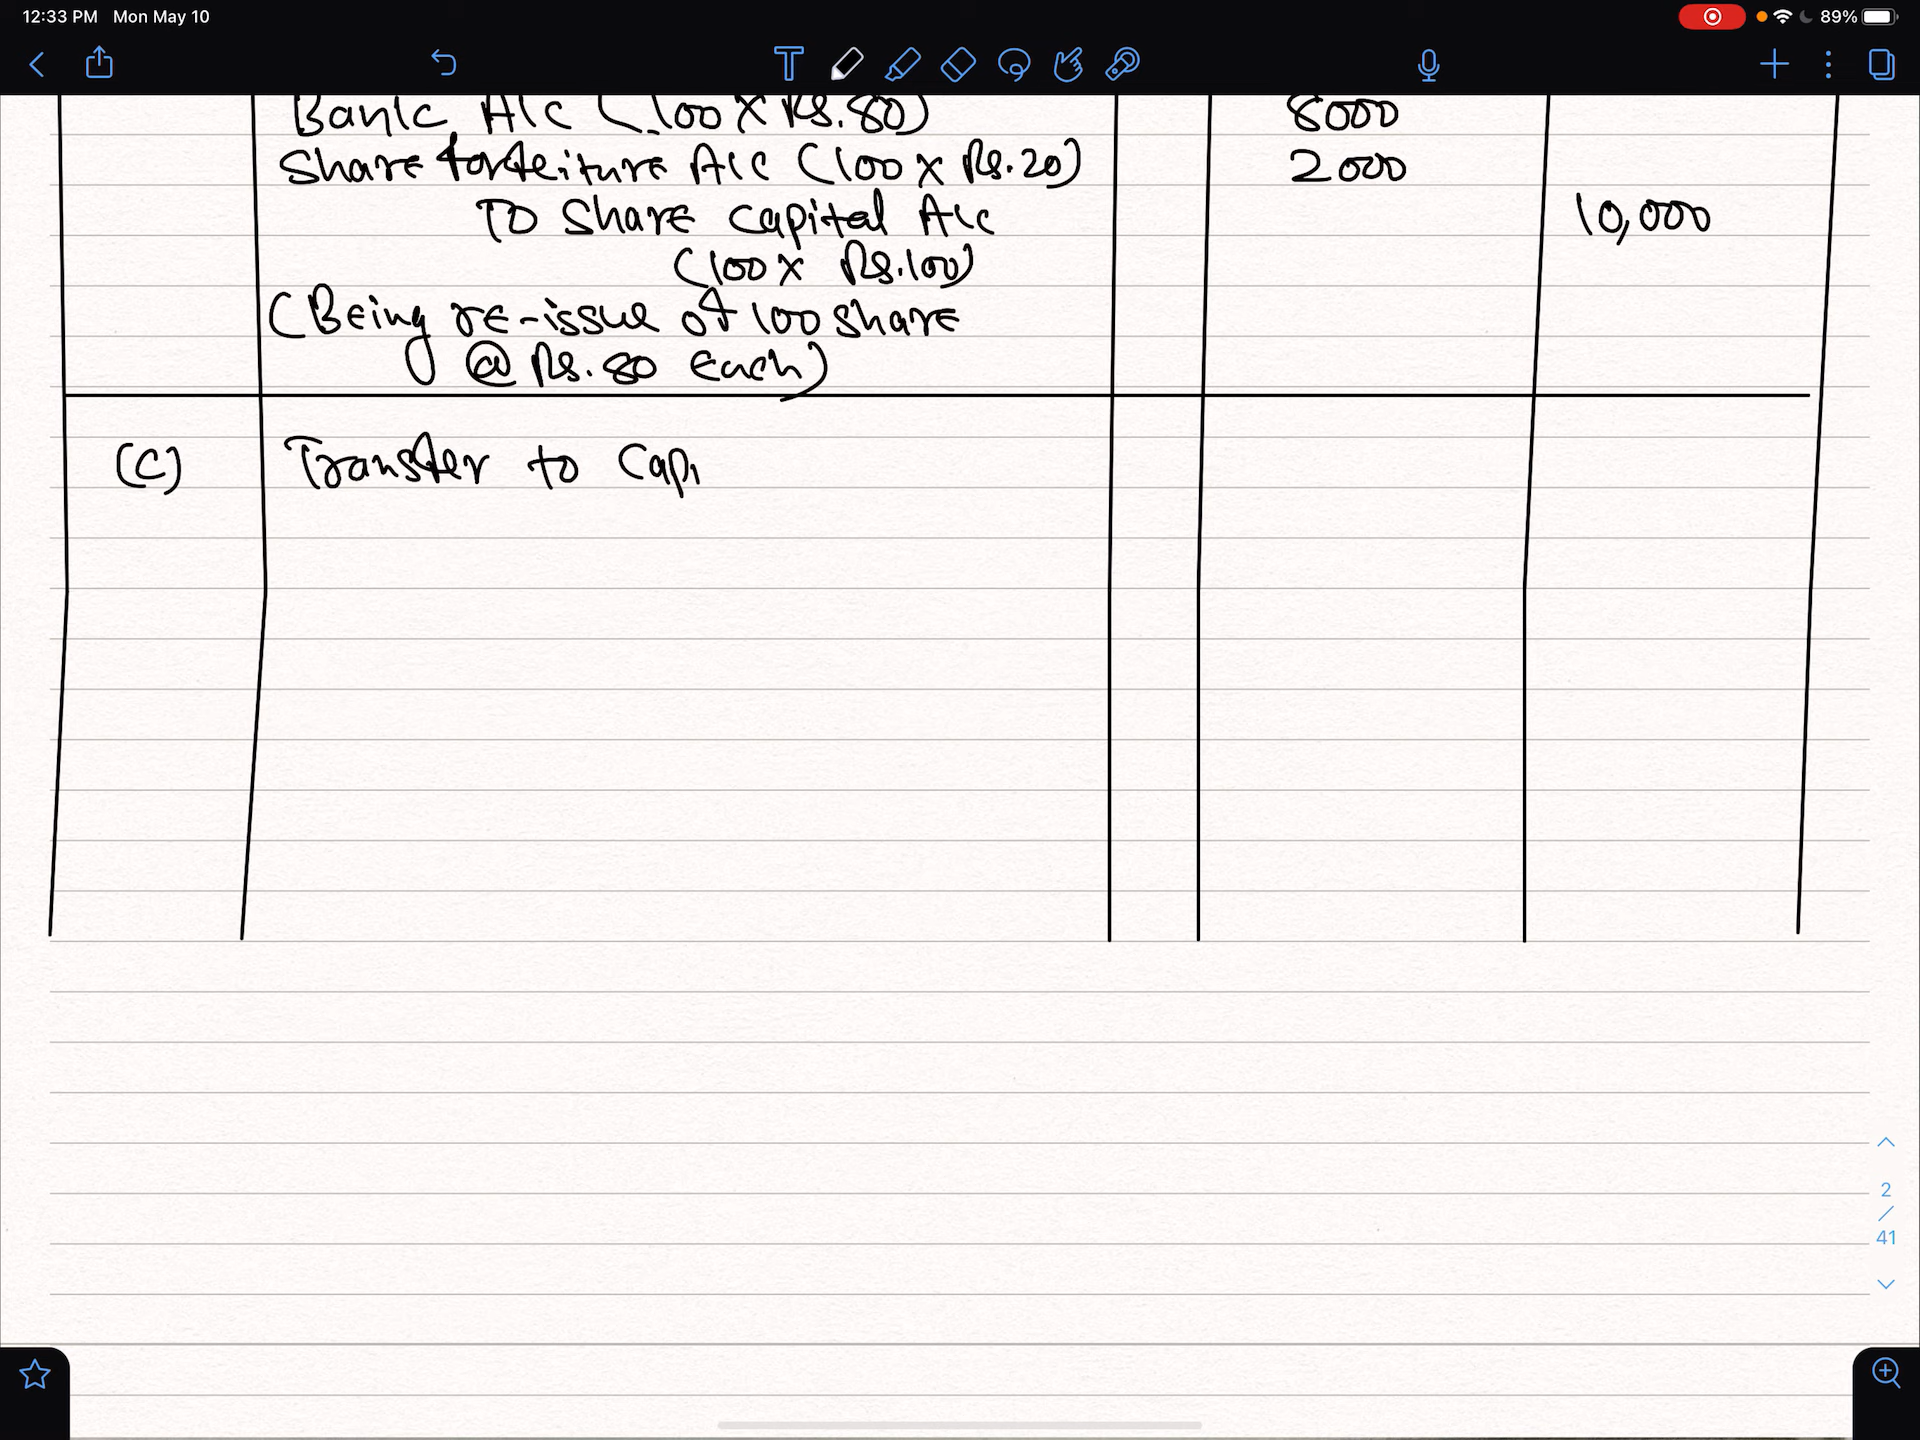 12:33 PM Mon May 10
89%
T
Bank A/c (100 x Rs.80) 8000
Share forfeiture A/c (100 x Rs.20) 2000
To Share Capital A/c 10,000
(100 x Rs.100)
(Being re-issue of 100 share
@ Rs.80 Each)
(C) Transfer to Capi
2
/
41